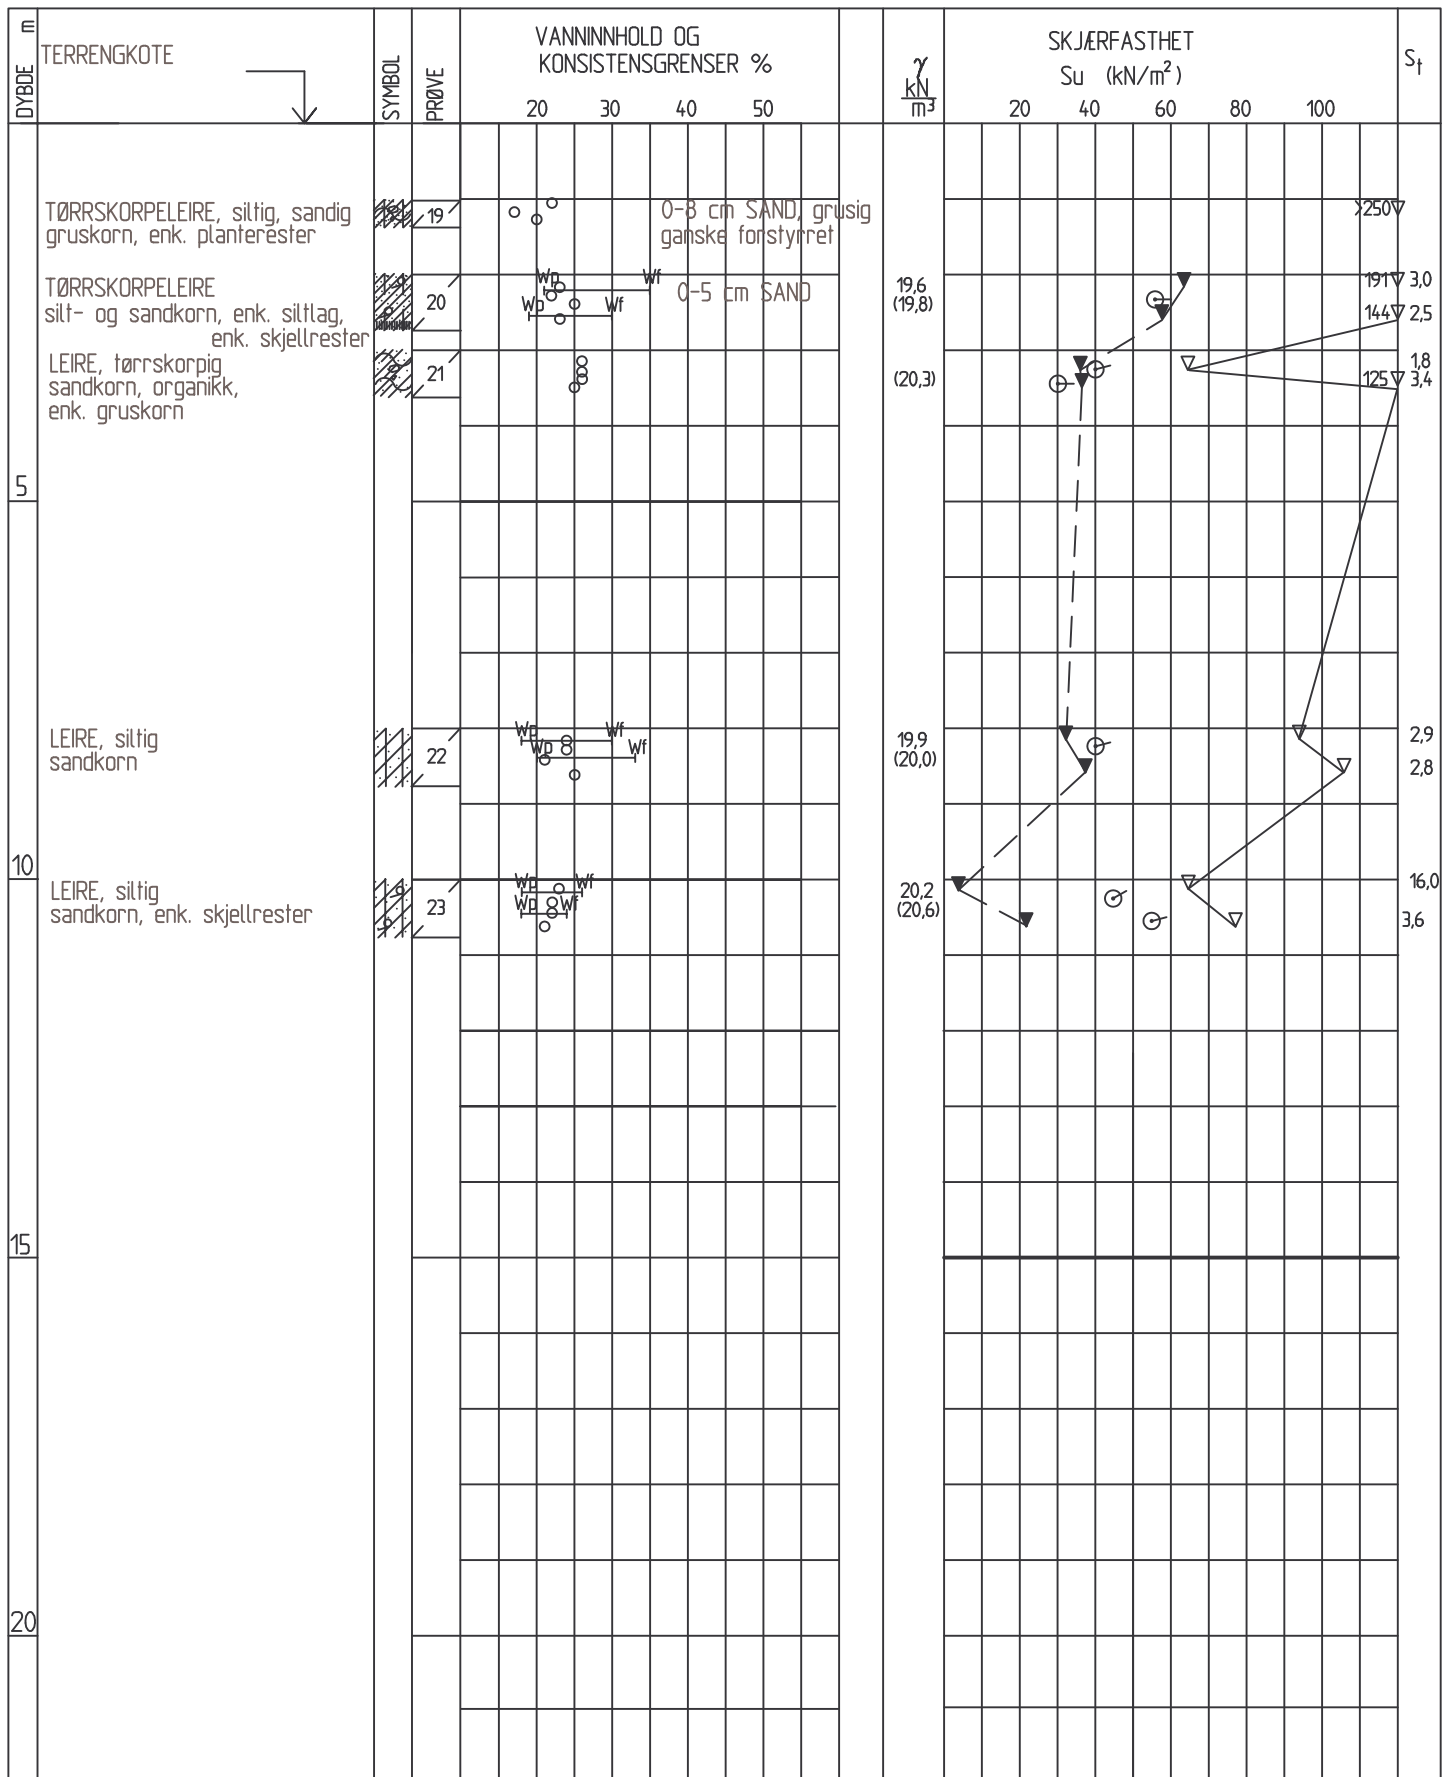 DYBDE m
TERRENGKOTE
SYMBOL
PRØVE
VANNINNHOLD OG
KONSISTENSGRENSER %
20 30 40 50
γ
kN
m³
SKJÆRFASTHET
Su (kN/m²)
20 40 60 80 100
St
TØRRSKORPELEIRE, siltig, sandig
gruskorn, enk. planterester
19
0-8 cm SAND, grusig
ganske forstyrret
>250
TØRRSKORPELEIRE
silt- og sandkorn, enk. siltlag,
enk. skjellrester
20
Wp Wf
Wp Wf
0-5 cm SAND
19,6
(19,8)
191 3,0
144 2,5
LEIRE, tørrskorpig
sandkorn, organikk,
enk. gruskorn
21
(20,3)
1,8
125 3,4
5
LEIRE, siltig
sandkorn
22
Wp Wf
Wp Wf
19,9
(20,0)
2,9
2,8
10
LEIRE, siltig
sandkorn, enk. skjellrester
23
Wp Wf
Wp Wf
20,2
(20,6)
16,0
3,6
15
20